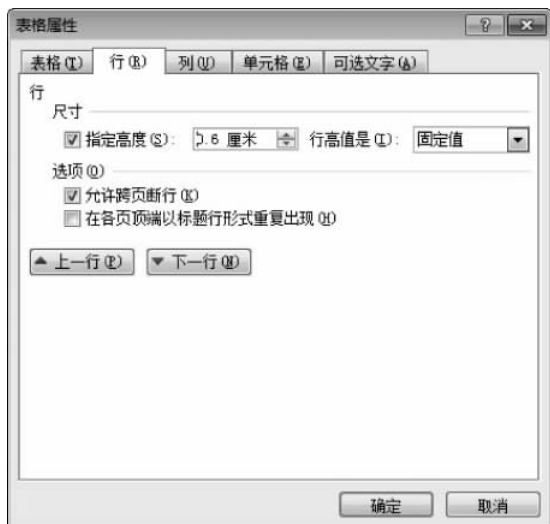 表格属性
表格(T) 行(R) 列(U) 单元格(E) 可选文字(A)
行
尺寸
指定高度(S): 0.6 厘米 行高值是(I): 固定值
选项(O)
允许跨页断行(K)
在各页顶端以标题行形式重复出现(H)
上一行(P) 下一行(N)
确定 取消